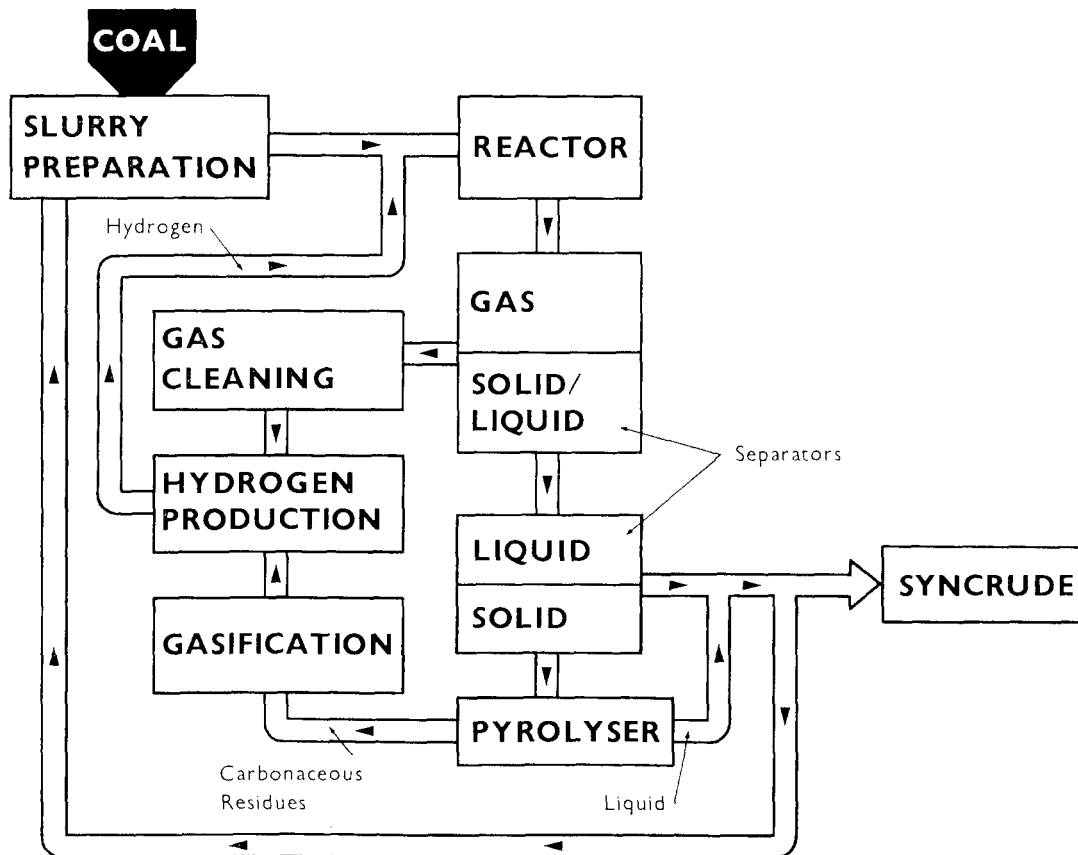 COAL
SLURRY
PREPARATION
REACTOR
Hydrogen
GAS
SOLID/
LIQUID
GAS
CLEANING
Separators
HYDROGEN
PRODUCTION
LIQUID
SOLID
SYNCRUDE
GASIFICATION
PYROLYSER
Carbonaceous
Residues
Liquid